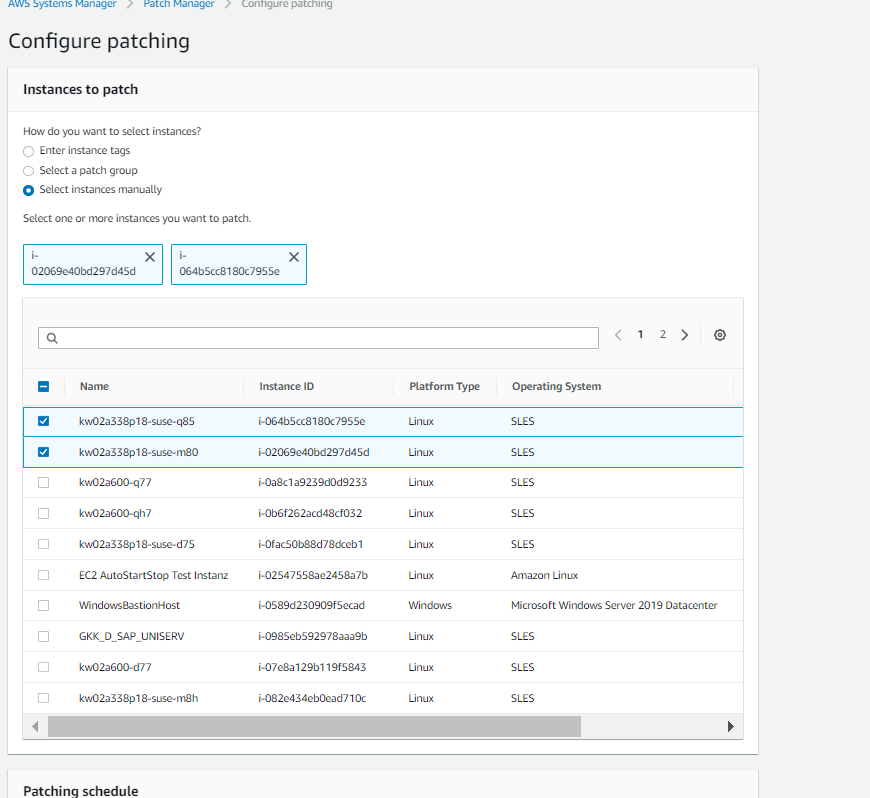 AWS Systems Manager > Patch Manager > Configure patching
Configure patching
Instances to patch
How do you want to select instances?
Enter instance tags
Select a patch group
Select instances manually
Select one or more instances you want to patch.
i-
02069e40bd297d45d
i-
064b5cc8180c7955e
1 2
Name Instance ID Platform Type Operating System
kw02a338p18-suse-q85 i-064b5cc8180c7955e Linux SLES
kw02a338p18-suse-m80 i-02069e40bd297d45d Linux SLES
kw02a600-q77 i-0a8c1a9239d0d9233 Linux SLES
kw02a600-qh7 i-0b6f262acd48cf032 Linux SLES
kw02a338p18-suse-d75 i-0fac50b88d78dceb1 Linux SLES
EC2 AutoStartStop Test Instanz i-02547558ae2458a7b Linux Amazon Linux
WindowsBastionHost i-0589d230909f5ecad Windows Microsoft Windows Server 2019 Datacenter
GKK_D_SAP_UNISERV i-0985eb592978aaa9b Linux SLES
kw02a600-d77 i-07e8a129b119f5843 Linux SLES
kw02a338p18-suse-m8h i-082e434eb0ead710c Linux SLES
Patching schedule